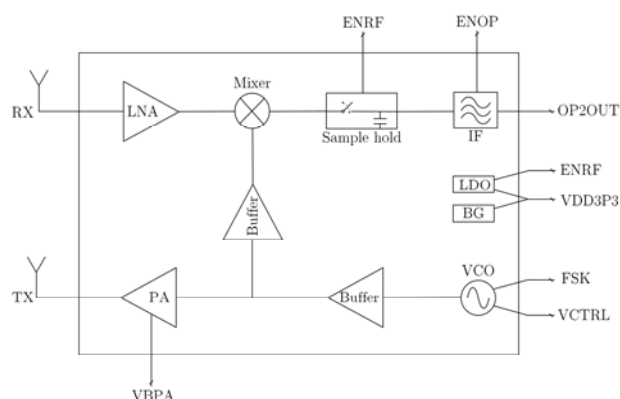 ENRF
ENOP
RX
LNA
Mixer
Sample hold
IF
OP2OUT
LDO
ENRF
BG
VDD3P3
Buffer
TX
PA
Buffer
VCO
FSK
VCTRL
VBPA